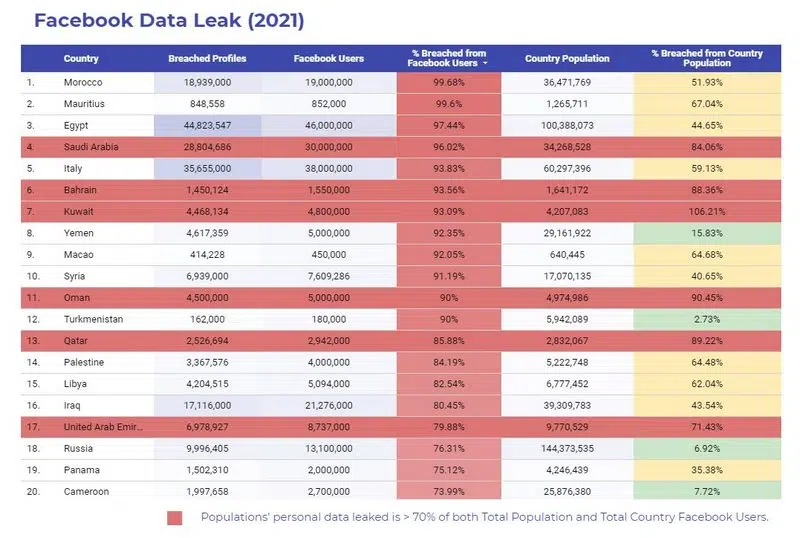 Facebook Data Leak (2021)
Country Breached Profiles Facebook Users % Breached from Facebook Users Country Population % Breached from Country Population
1. Morocco 18,939,000 19,000,000 99.68% 36,471,769 51.93%
2. Mauritius 848,558 852,000 99.6% 1,265,711 67.04%
3. Egypt 44,823,547 46,000,000 97.44% 100,388,073 44.65%
4. Saudi Arabia 28,804,686 30,000,000 96.02% 34,268,528 84.06%
5. Italy 35,655,000 38,000,000 93.83% 60,297,396 59.13%
6. Bahrain 1,450,124 1,550,000 93.56% 1,641,172 88.36%
7. Kuwait 4,468,134 4,800,000 93.09% 4,207,083 106.21%
8. Yemen 4,617,359 5,000,000 92.35% 29,161,922 15.83%
9. Macao 414,228 450,000 92.05% 640,445 64.68%
10. Syria 6,939,000 7,609,286 91.19% 17,070,135 40.65%
11. Oman 4,500,000 5,000,000 90% 4,974,986 90.45%
12. Turkmenistan 162,000 180,000 90% 5,942,089 2.73%
13. Qatar 2,526,694 2,942,000 85.88% 2,832,067 89.22%
14. Palestine 3,367,576 4,000,000 84.19% 5,222,748 64.48%
15. Libya 4,204,515 5,094,000 82.54% 6,777,452 62.04%
16. Iraq 17,116,000 21,276,000 80.45% 39,309,783 43.54%
17. United Arab Emir... 6,978,927 8,737,000 79.88% 9,770,529 71.43%
18. Russia 9,996,405 13,100,000 76.31% 144,373,535 6.92%
19. Panama 1,502,310 2,000,000 75.12% 4,246,439 35.38%
20. Cameroon 1,997,658 2,700,000 73.99% 25,876,380 7.72%
Populations' personal data leaked is > 70% of both Total Population and Total Country Facebook Users.